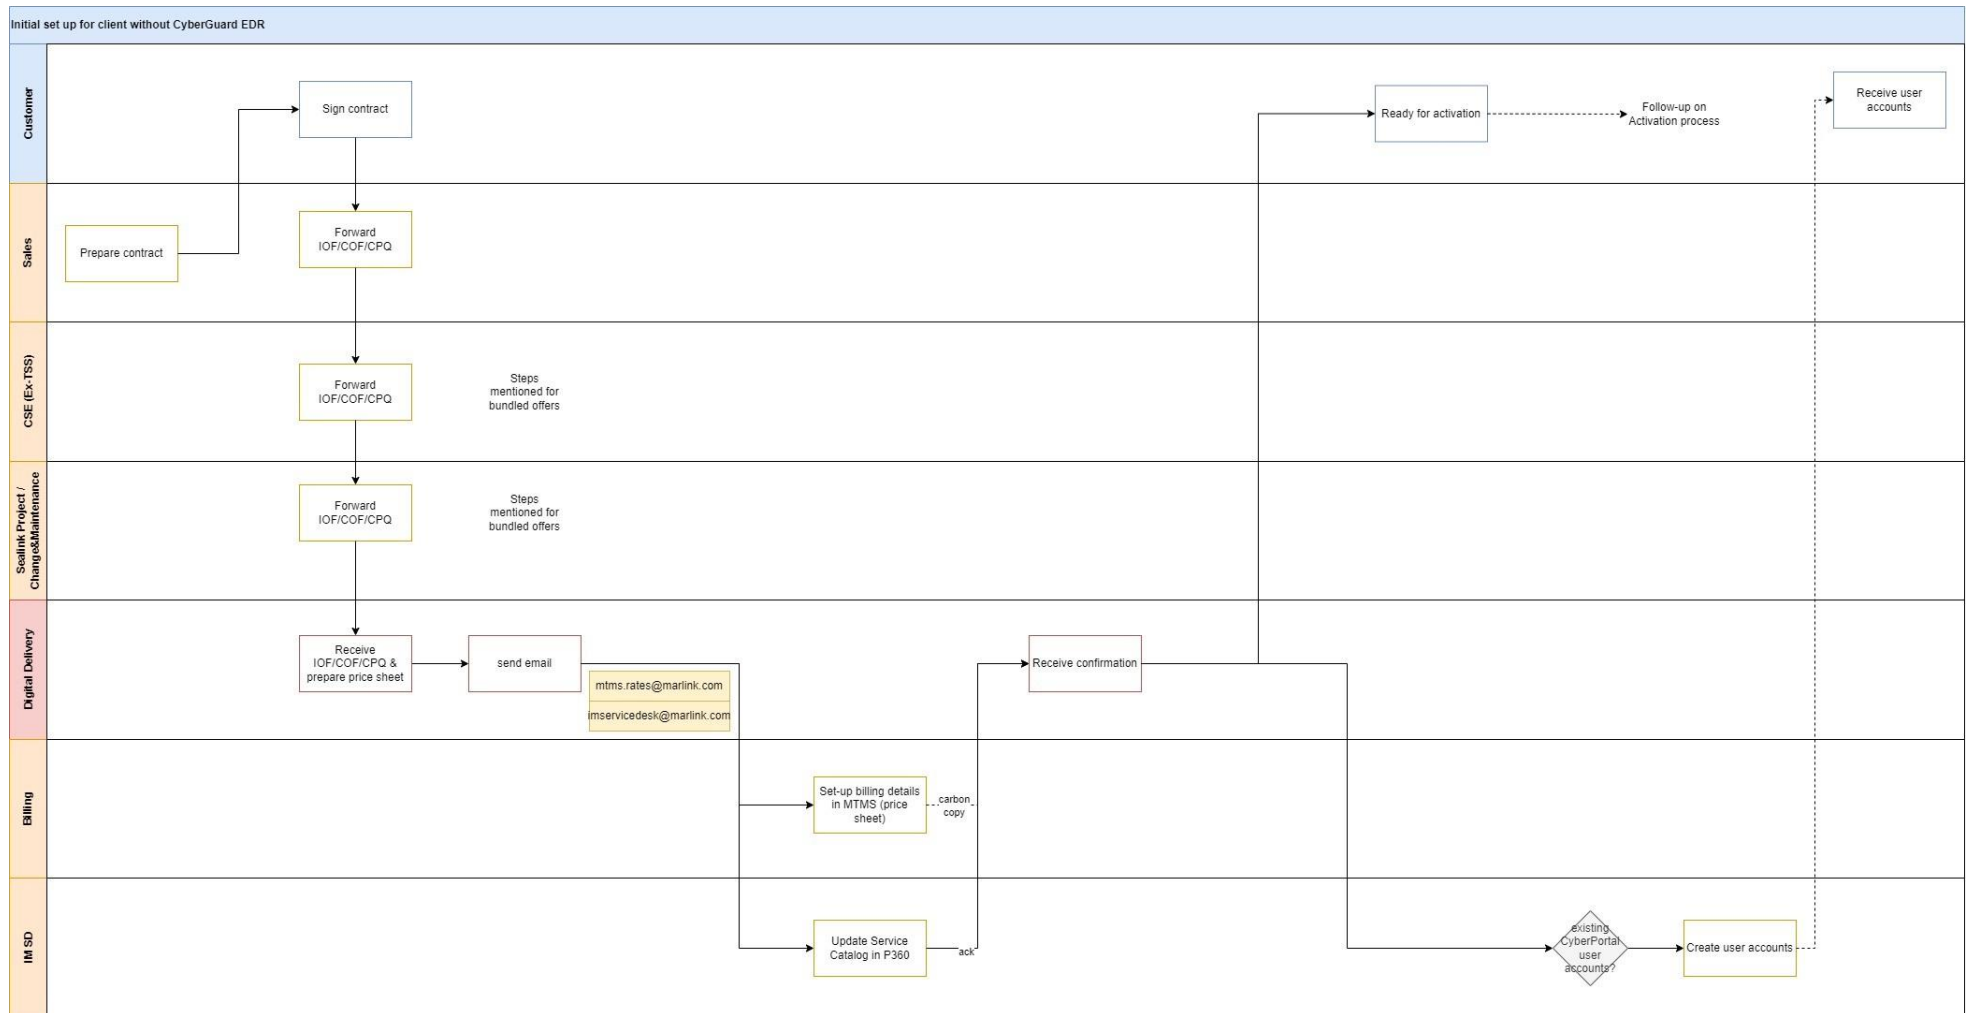 Initial set up for client without CyberGuard EDR
Customer
Sign contract
Ready for activation
Follow-up on
Activation process
Receive user
accounts
Sales
Prepare contract
Forward
IOF/COF/CPQ
CSE (Ex-TSS)
Forward
IOF/COF/CPQ
Steps
mentioned for
bundled offers
Sealink Project /
Change&Maintenance
Forward
IOF/COF/CPQ
Steps
mentioned for
bundled offers
Digital Delivery
Receive
IOF/COF/CPQ &
prepare price sheet
send email
mtms.rates@marlink.com
imservicedesk@marlink.com
Receive confirmation
Billing
Set-up billing details
in MTMS (price
sheet)
carbon
copy
IM SD
Update Service
Catalog in P360
ack
existing
CyberPortal
user
accounts?
Create user accounts